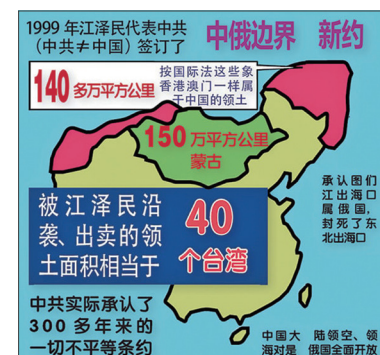 1999 年江泽民代表中共
（中共≠中国）签订了
中俄边界 新约
140 多万平方公里
按国际法这些象
香港澳门一样属
于中国的领土
150 万平方公里
蒙古
承认图们
江出海口
属俄国，
封死了东
北出海口
被江泽民沿
袭、出卖的领
土面积相当于
40
个台湾
中共实际承认了
300 多年来的
一切不平等条约
中国大 陆领空、领
海对是 俄国全面开放